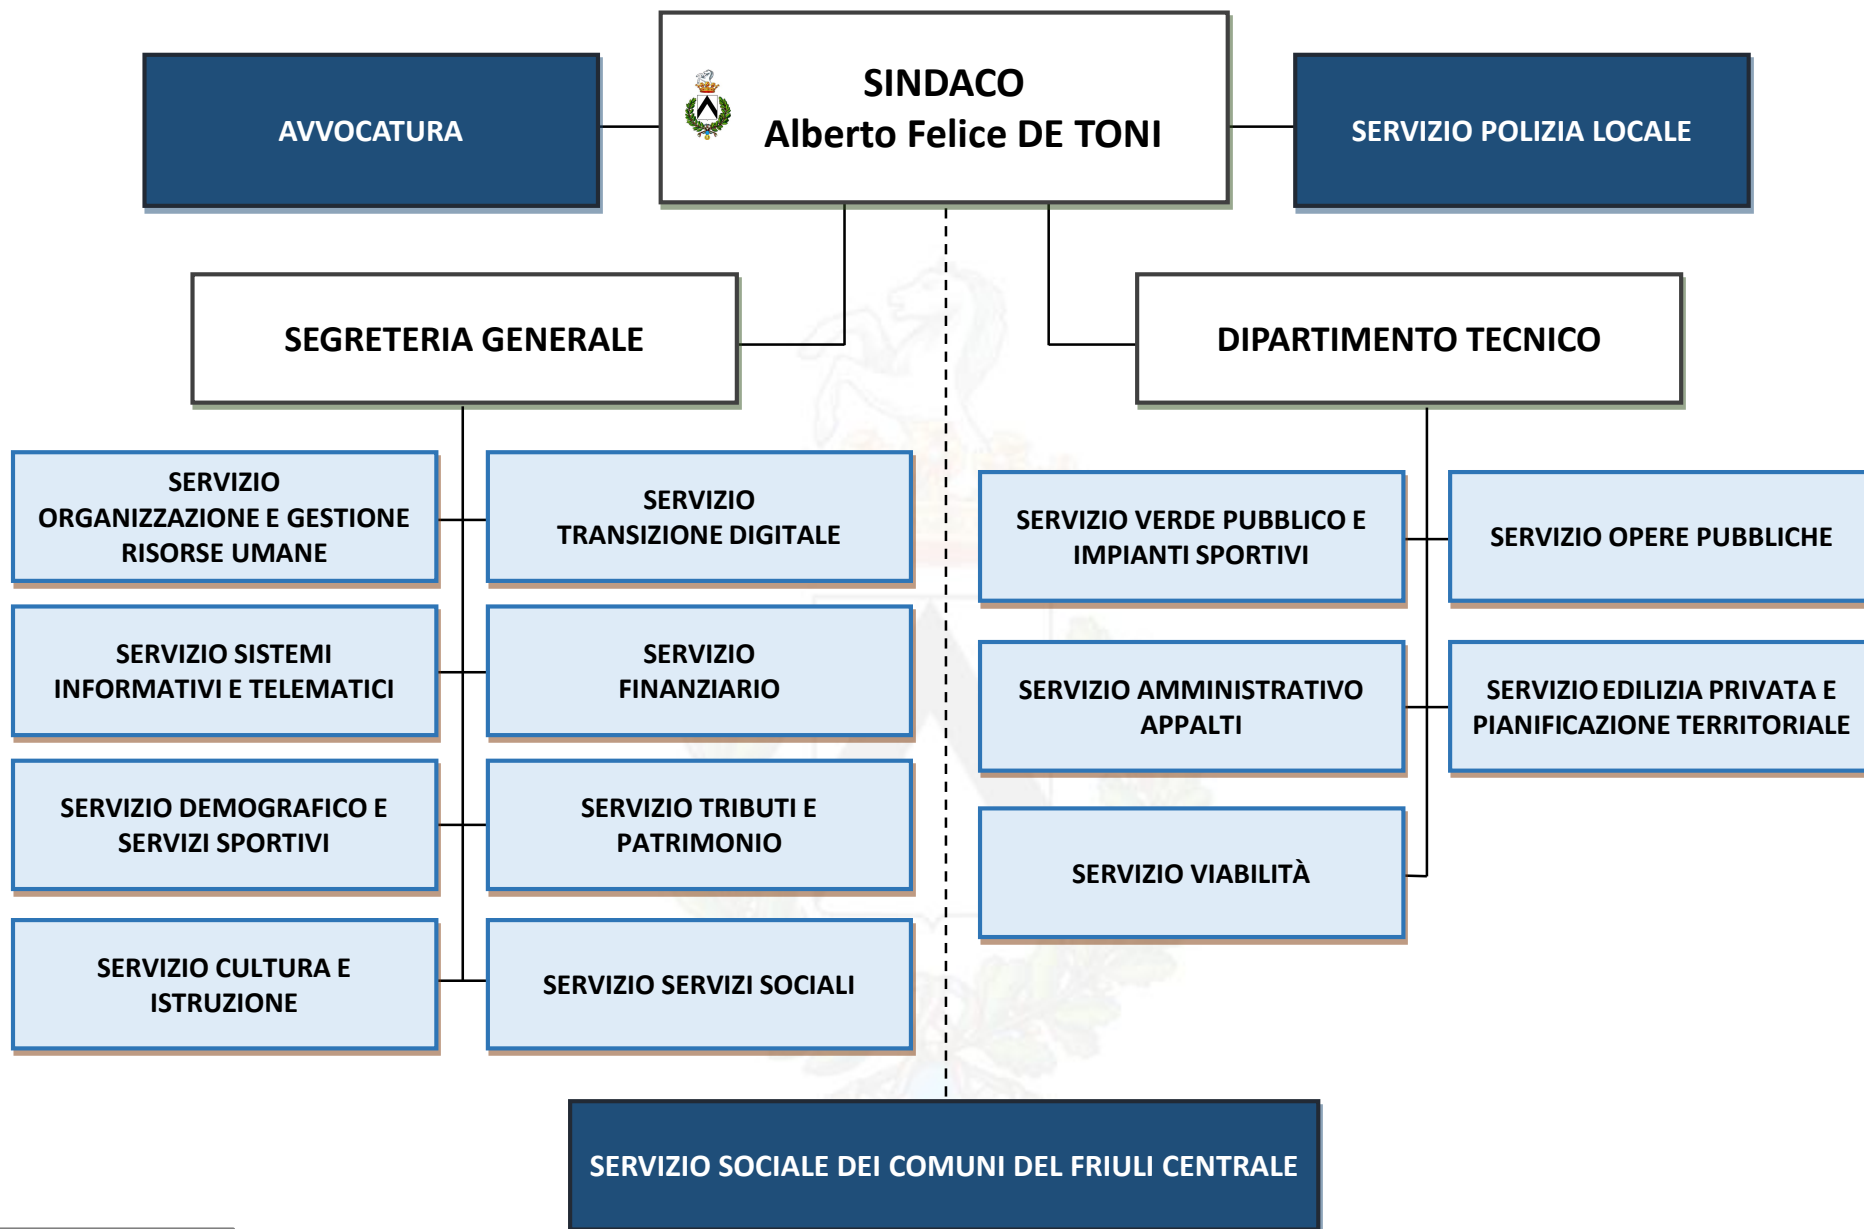 SINDACO
Alberto Felice DE TONI
AVVOCATURA
SERVIZIO POLIZIA LOCALE
SEGRETERIA GENERALE
DIPARTIMENTO TECNICO
SERVIZIO
ORGANIZZAZIONE E GESTIONE
RISORSE UMANE
SERVIZIO
TRANSIZIONE DIGITALE
SERVIZIO SISTEMI
INFORMATIVI E TELEMATICI
SERVIZIO
FINANZIARIO
SERVIZIO DEMOGRAFICO E
SERVIZI SPORTIVI
SERVIZIO TRIBUTI E
PATRIMONIO
SERVIZIO CULTURA E
ISTRUZIONE
SERVIZIO SERVIZI SOCIALI
SERVIZIO VERDE PUBBLICO E
IMPIANTI SPORTIVI
SERVIZIO OPERE PUBBLICHE
SERVIZIO AMMINISTRATIVO
APPALTI
SERVIZIO EDILIZIA PRIVATA E
PIANIFICAZIONE TERRITORIALE
SERVIZIO VIABILITÀ
SERVIZIO SOCIALE DEI COMUNI DEL FRIULI CENTRALE